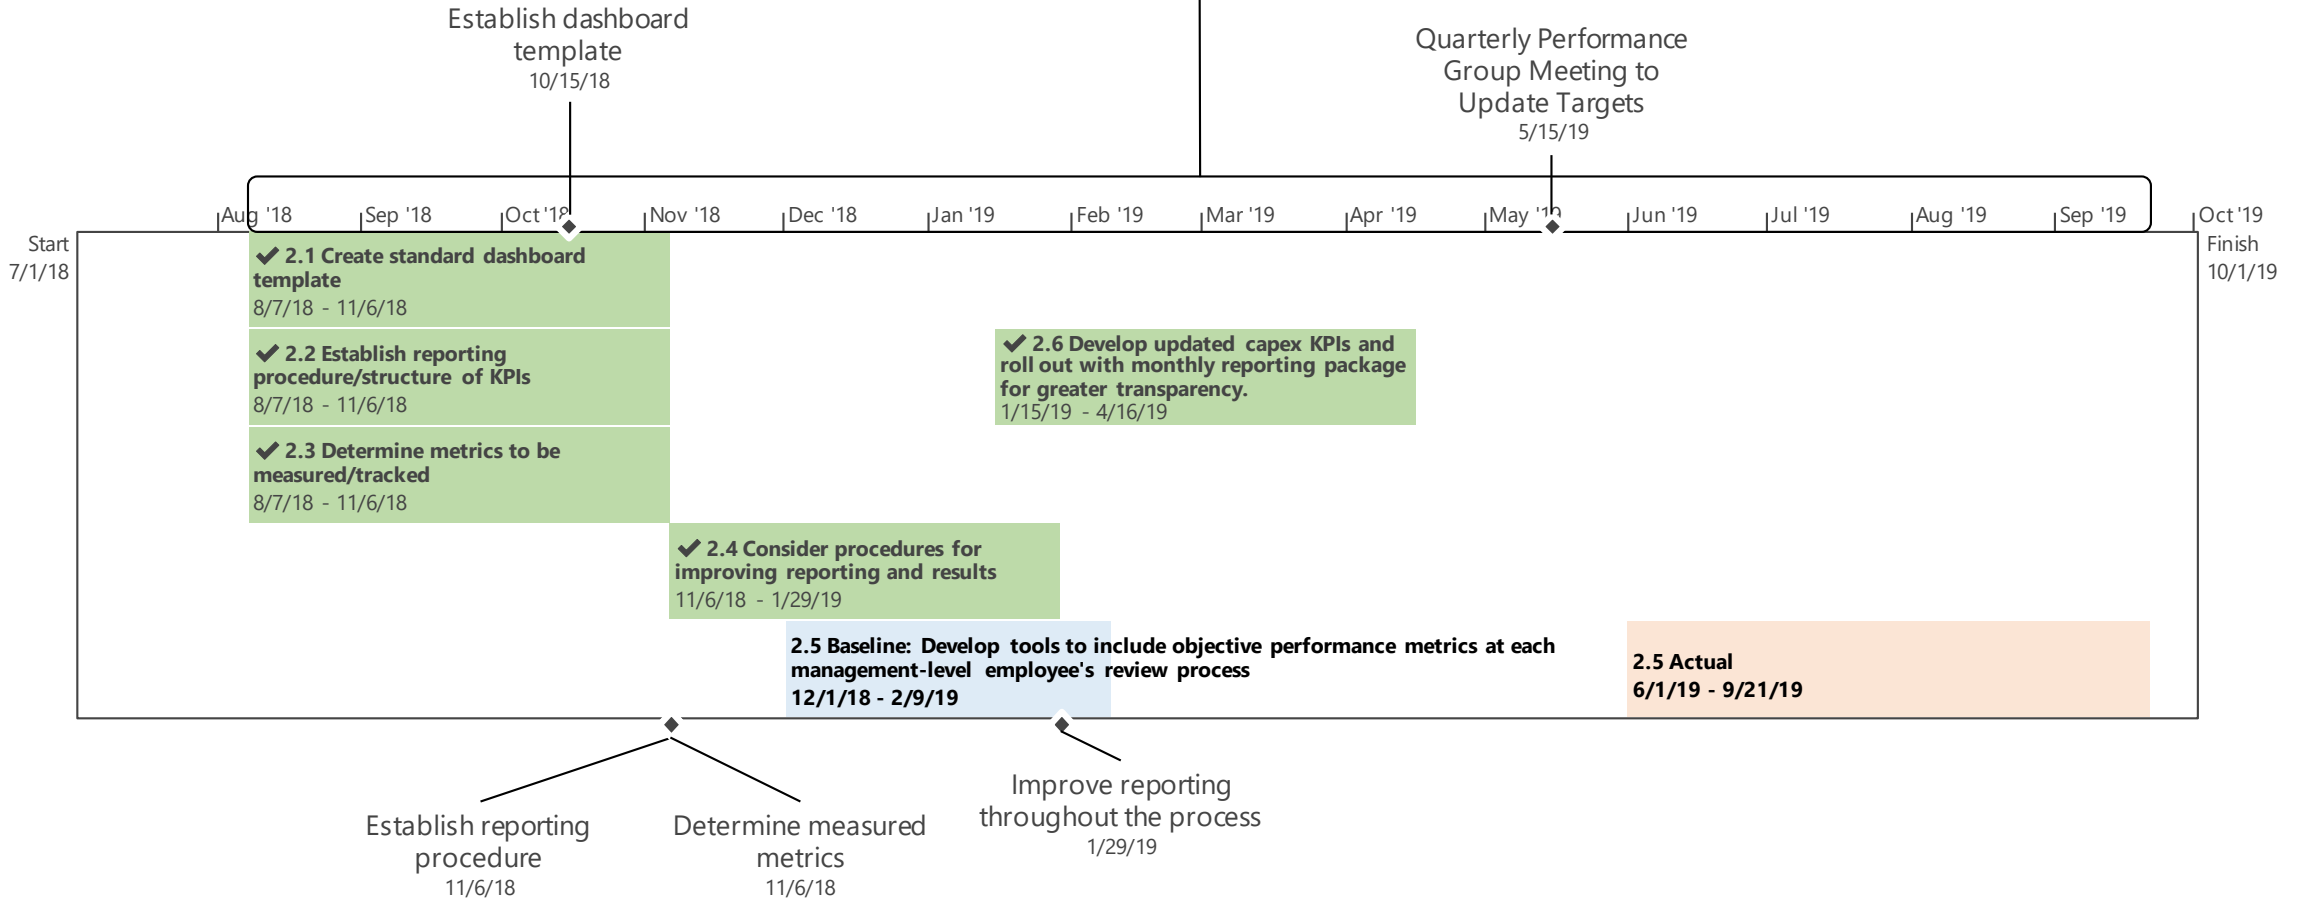 Establish dashboard
template
10/15/18
Quarterly Performance
Group Meeting to
Update Targets
5/15/19
Aug '18
Sep '18
Oct '18
Nov '18
Dec '18
Jan '19
Feb '19
Mar '19
Apr '19
May '19
Jun '19
Jul '19
Aug '19
Sep '19
Oct '19
Start
7/1/18
Finish
10/1/19
✔ 2.1 Create standard dashboard
template
8/7/18 - 11/6/18
✔ 2.2 Establish reporting
procedure/structure of KPIs
8/7/18 - 11/6/18
✔ 2.6 Develop updated capex KPIs and
roll out with monthly reporting package
for greater transparency.
1/15/19 - 4/16/19
✔ 2.3 Determine metrics to be
measured/tracked
8/7/18 - 11/6/18
✔ 2.4 Consider procedures for
improving reporting and results
11/6/18 - 1/29/19
2.5 Baseline: Develop tools to include objective performance metrics at each
management-level employee's review process
12/1/18 - 2/9/19
2.5 Actual
6/1/19 - 9/21/19
Establish reporting
procedure
11/6/18
Determine measured
metrics
11/6/18
Improve reporting
throughout the process
1/29/19